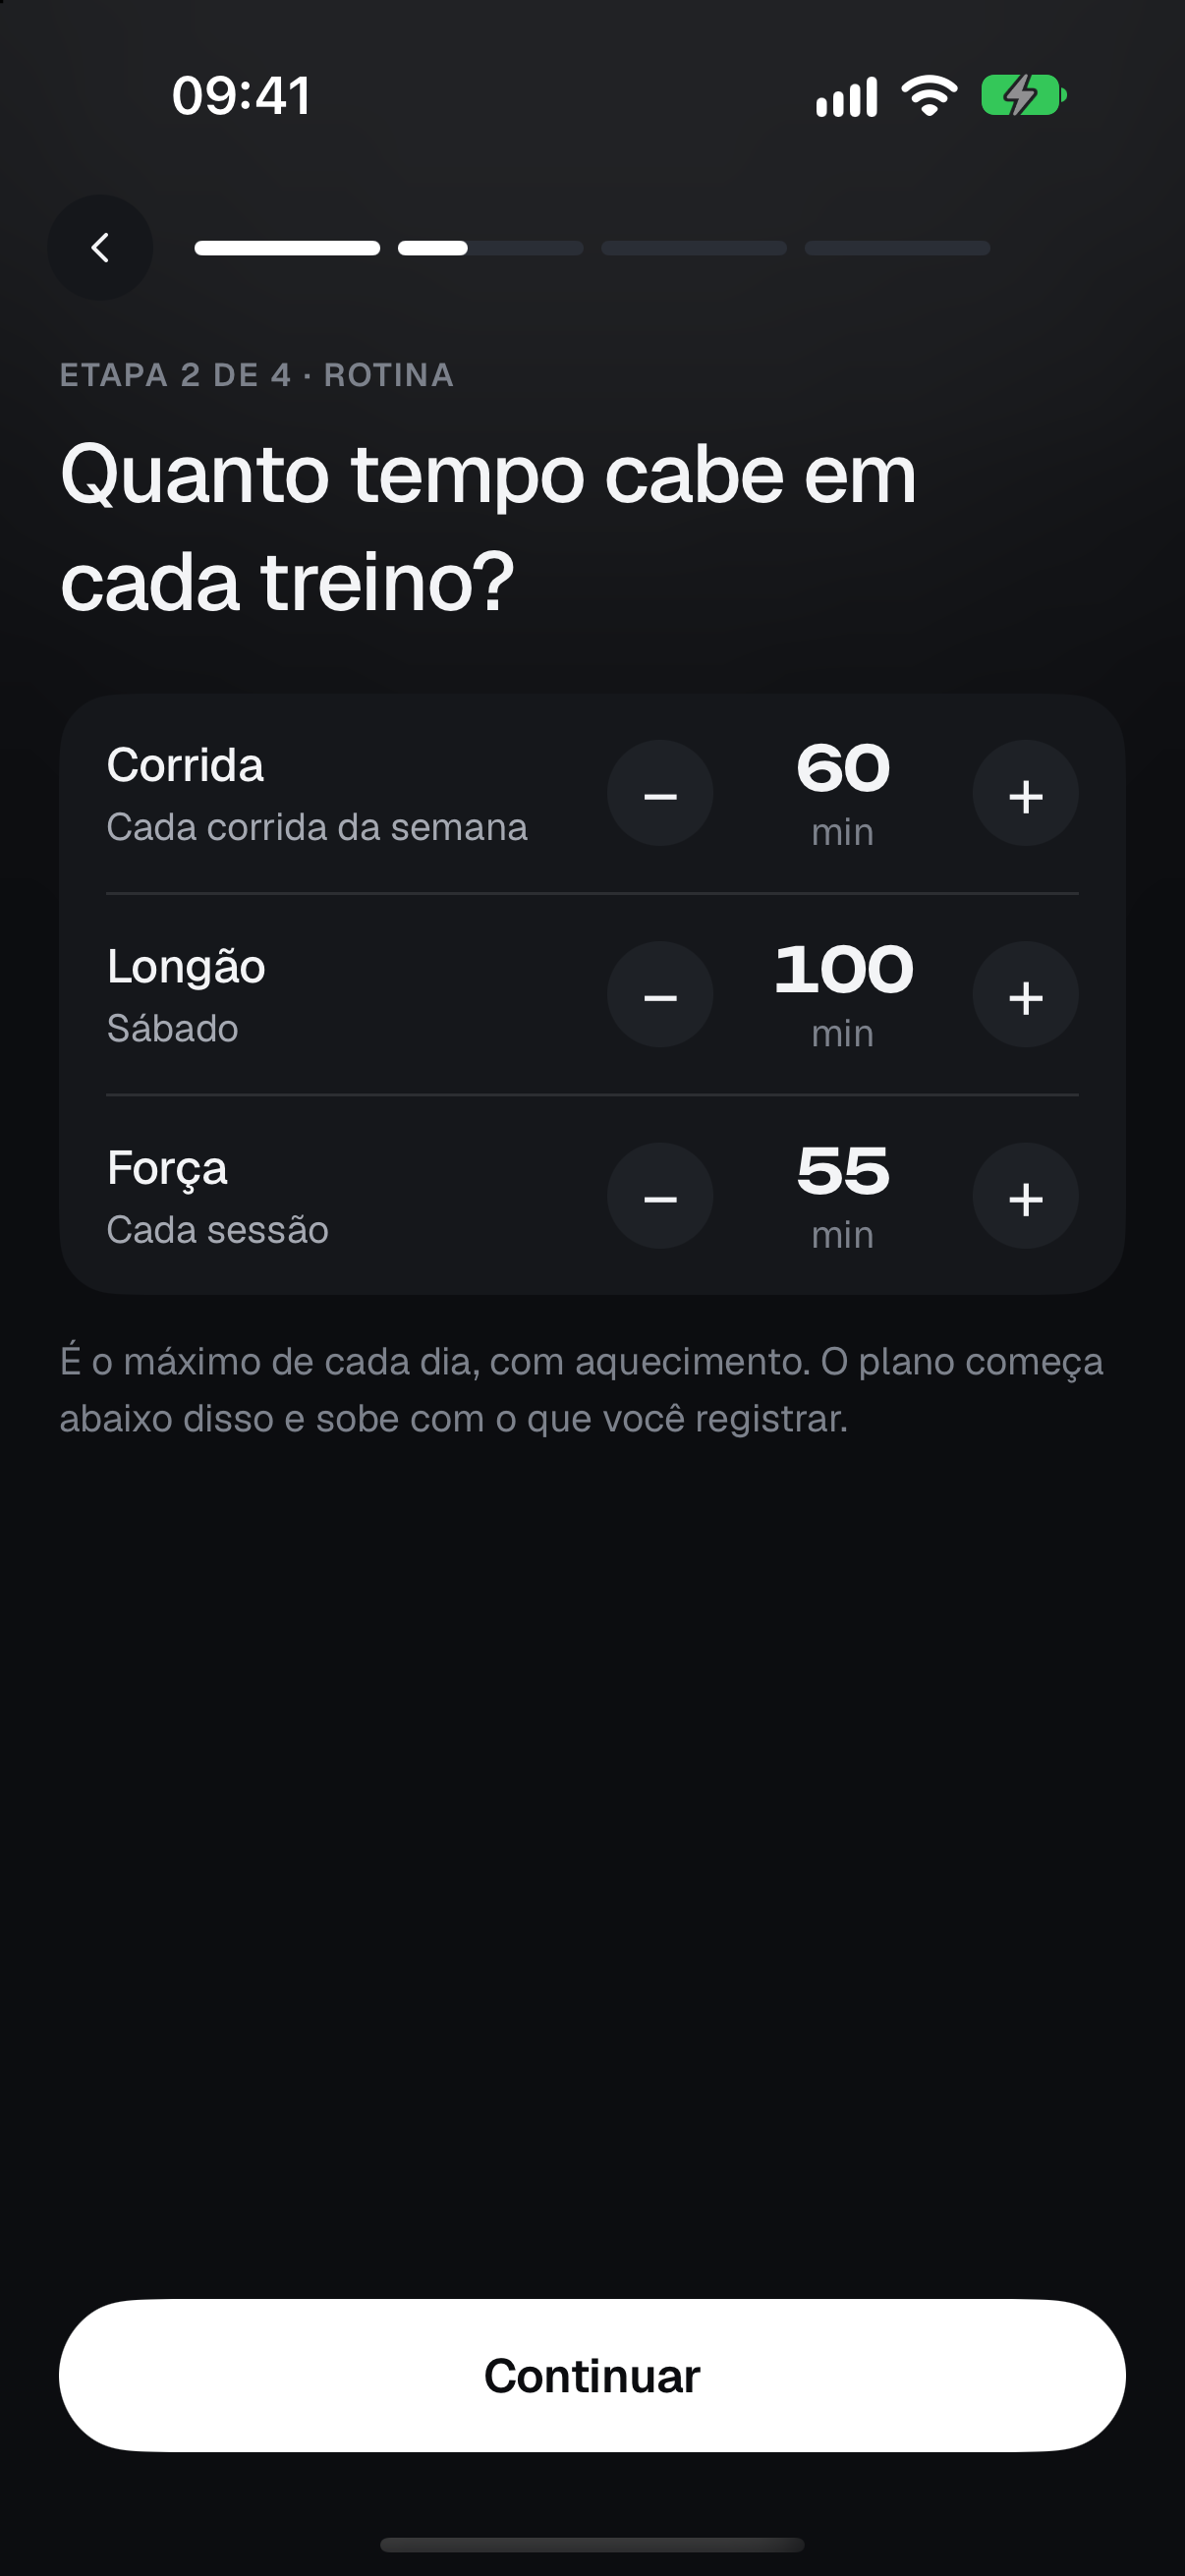 09:41
ETAPA 2 DE 4 · ROTINA
Quanto tempo cabe em
cada treino?
Corrida
Cada corrida da semana
− 60 +
min
Longão
Sábado
− 100 +
min
Força
Cada sessão
− 55 +
min
É o máximo de cada dia, com aquecimento. O plano começa
abaixo disso e sobe com o que você registrar.
Continuar